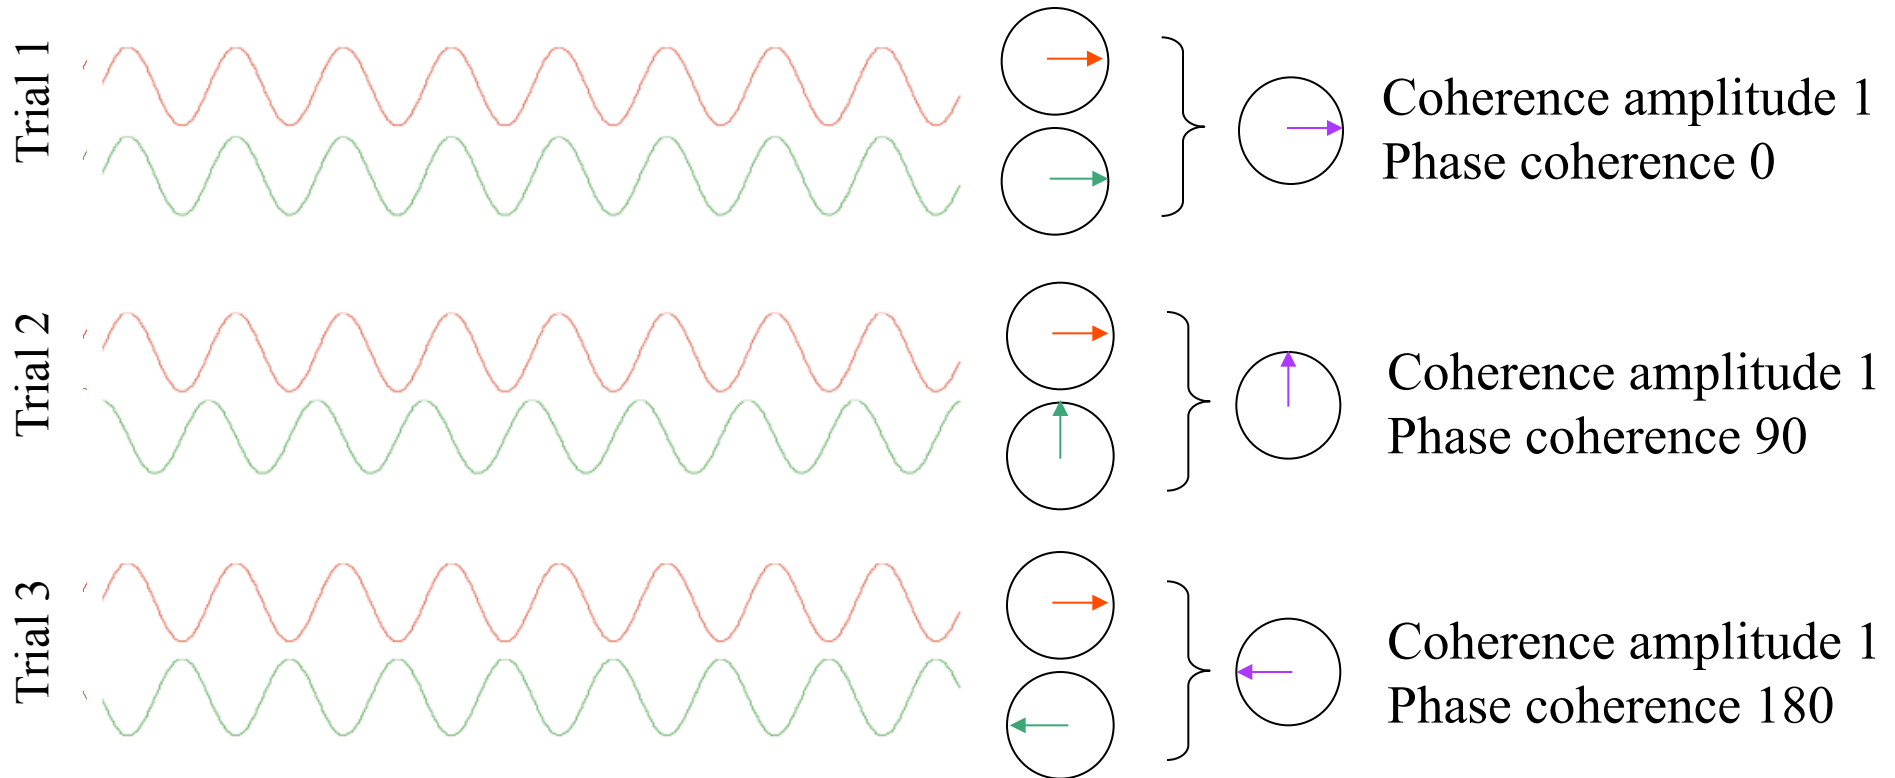 Trial 1
Coherence amplitude 1
Phase coherence 0
Trial 2
Coherence amplitude 1
Phase coherence 90
Trial 3
Coherence amplitude 1
Phase coherence 180